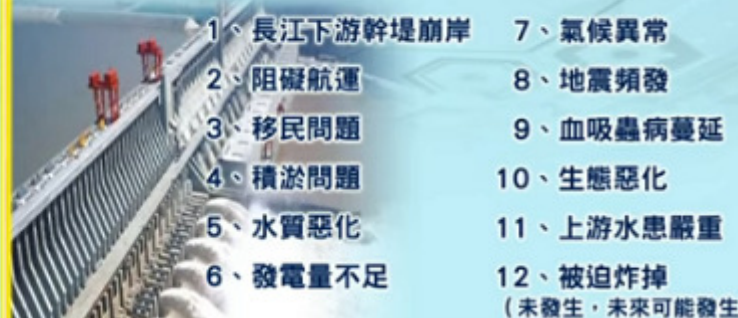 1、長江下游幹堤崩岸
2、阻礙航運
3、移民問題
4、積淤問題
5、水質惡化
6、發電量不足
7、氣候異常
8、地震頻發
9、血吸蟲病蔓延
10、生態惡化
11、上游水患嚴重
12、被迫炸掉
(未發生，未來可能發生